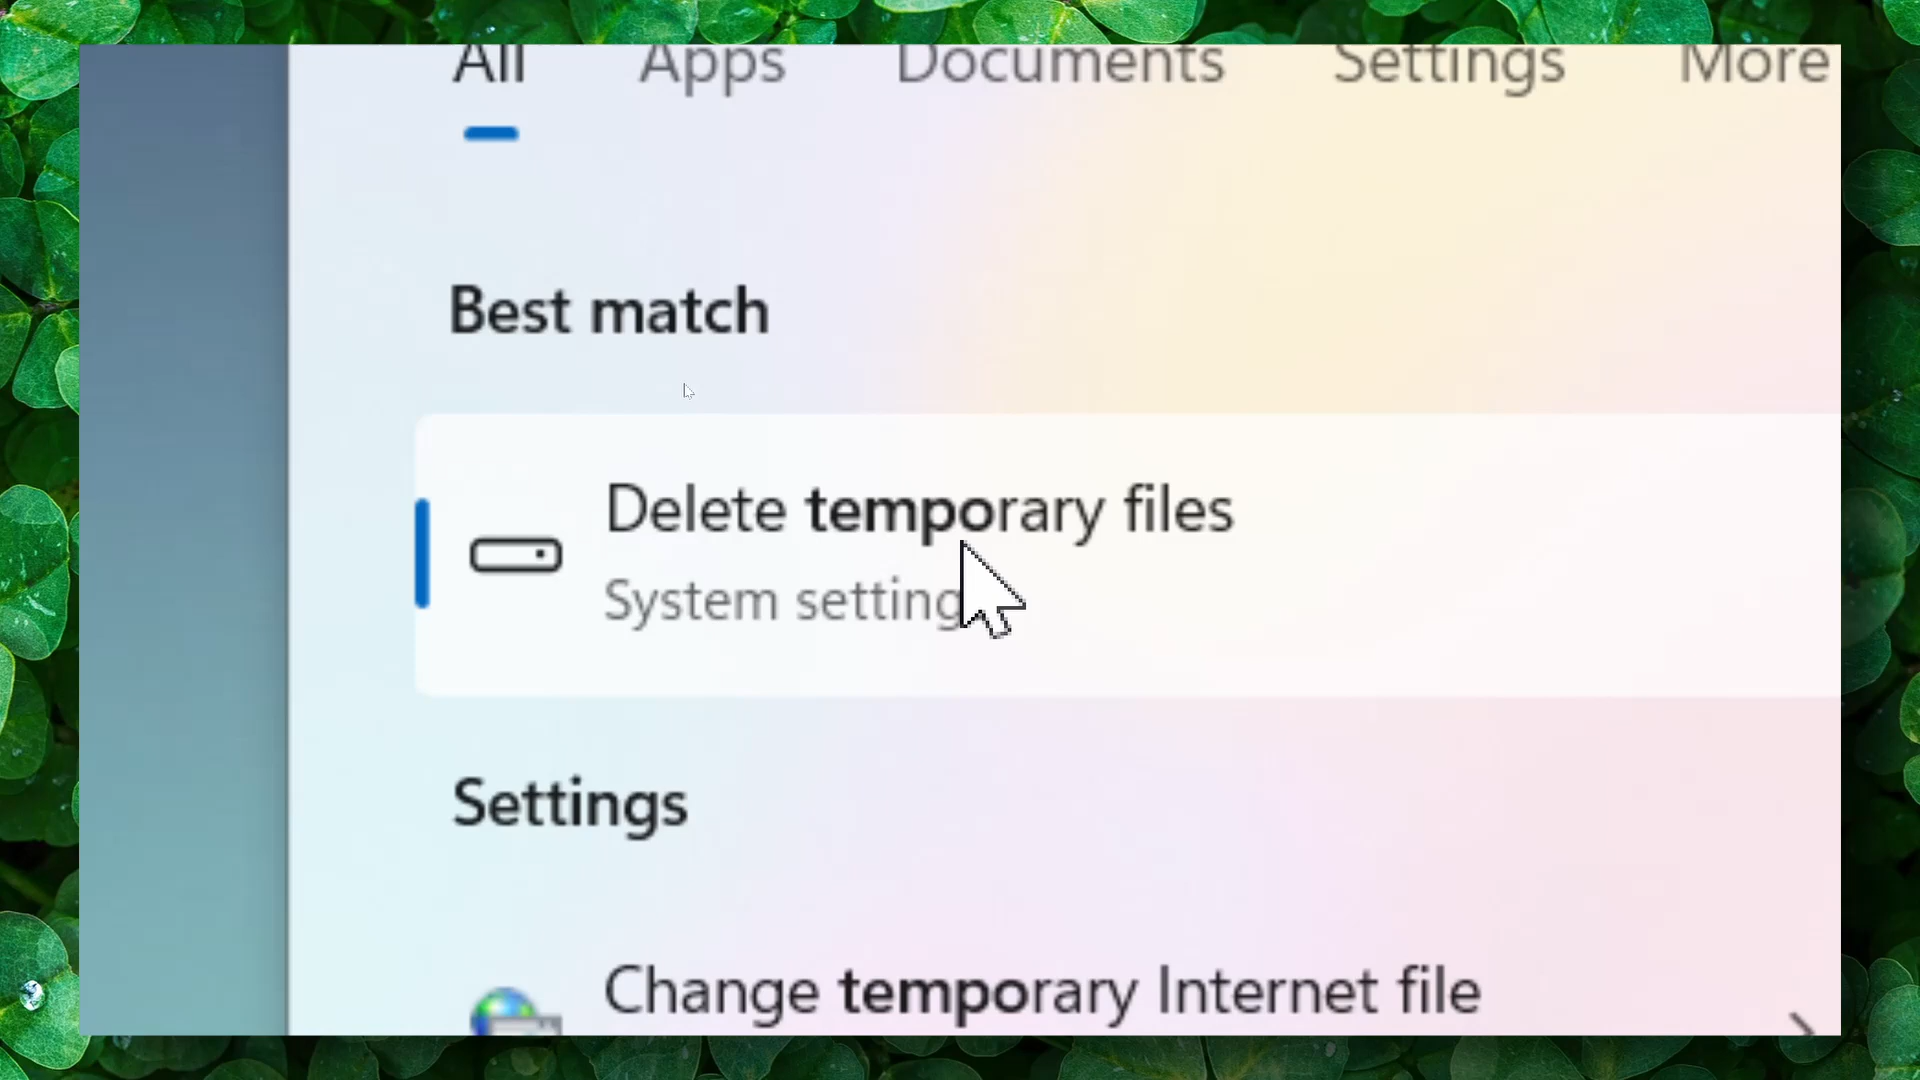 All Apps Documents Settings More
Best match
Delete temporary files
System setting
Settings
Change temporary Internet file